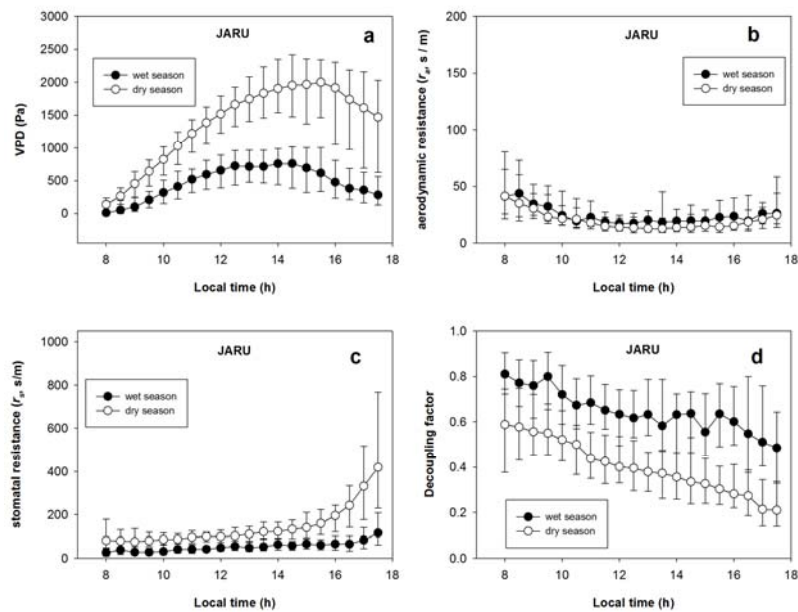 JARU
a
wet season
dry season
VPD (Pa)
3000
2500
2000
1500
1000
500
0
8 10 12 14 16 18
Local time (h)
JARU
b
wet season
dry season
aerodynamic resistance (ra, s / m)
200
150
100
50
0
8 10 12 14 16 18
Local time (h)
JARU
c
wet season
dry season
stomatal resistance (rs, s/m)
1000
800
600
400
200
0
8 10 12 14 16 18
Local time (h)
JARU
d
wet season
dry season
Decoupling factor
1.0
0.8
0.6
0.4
0.2
0.0
8 10 12 14 16 18
Local time (h)